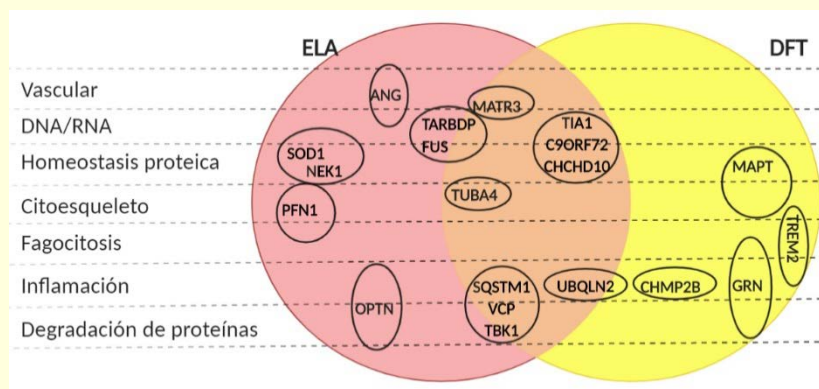 ELA
DFT
Vascular
ANG
MATR3
DNA/RNA
TARBDP
FUS
TIA1
C9ORF72
CHCHD10
Homeostasis proteica
SOD1
NEK1
MAPT
Citoesqueleto
PFN1
TUBA4
Fagocitosis
TREM2
Inflamación
SQSTM1
VCP
TBK1
UBQLN2
CHMP2B
GRN
OPTN
Degradación de proteínas